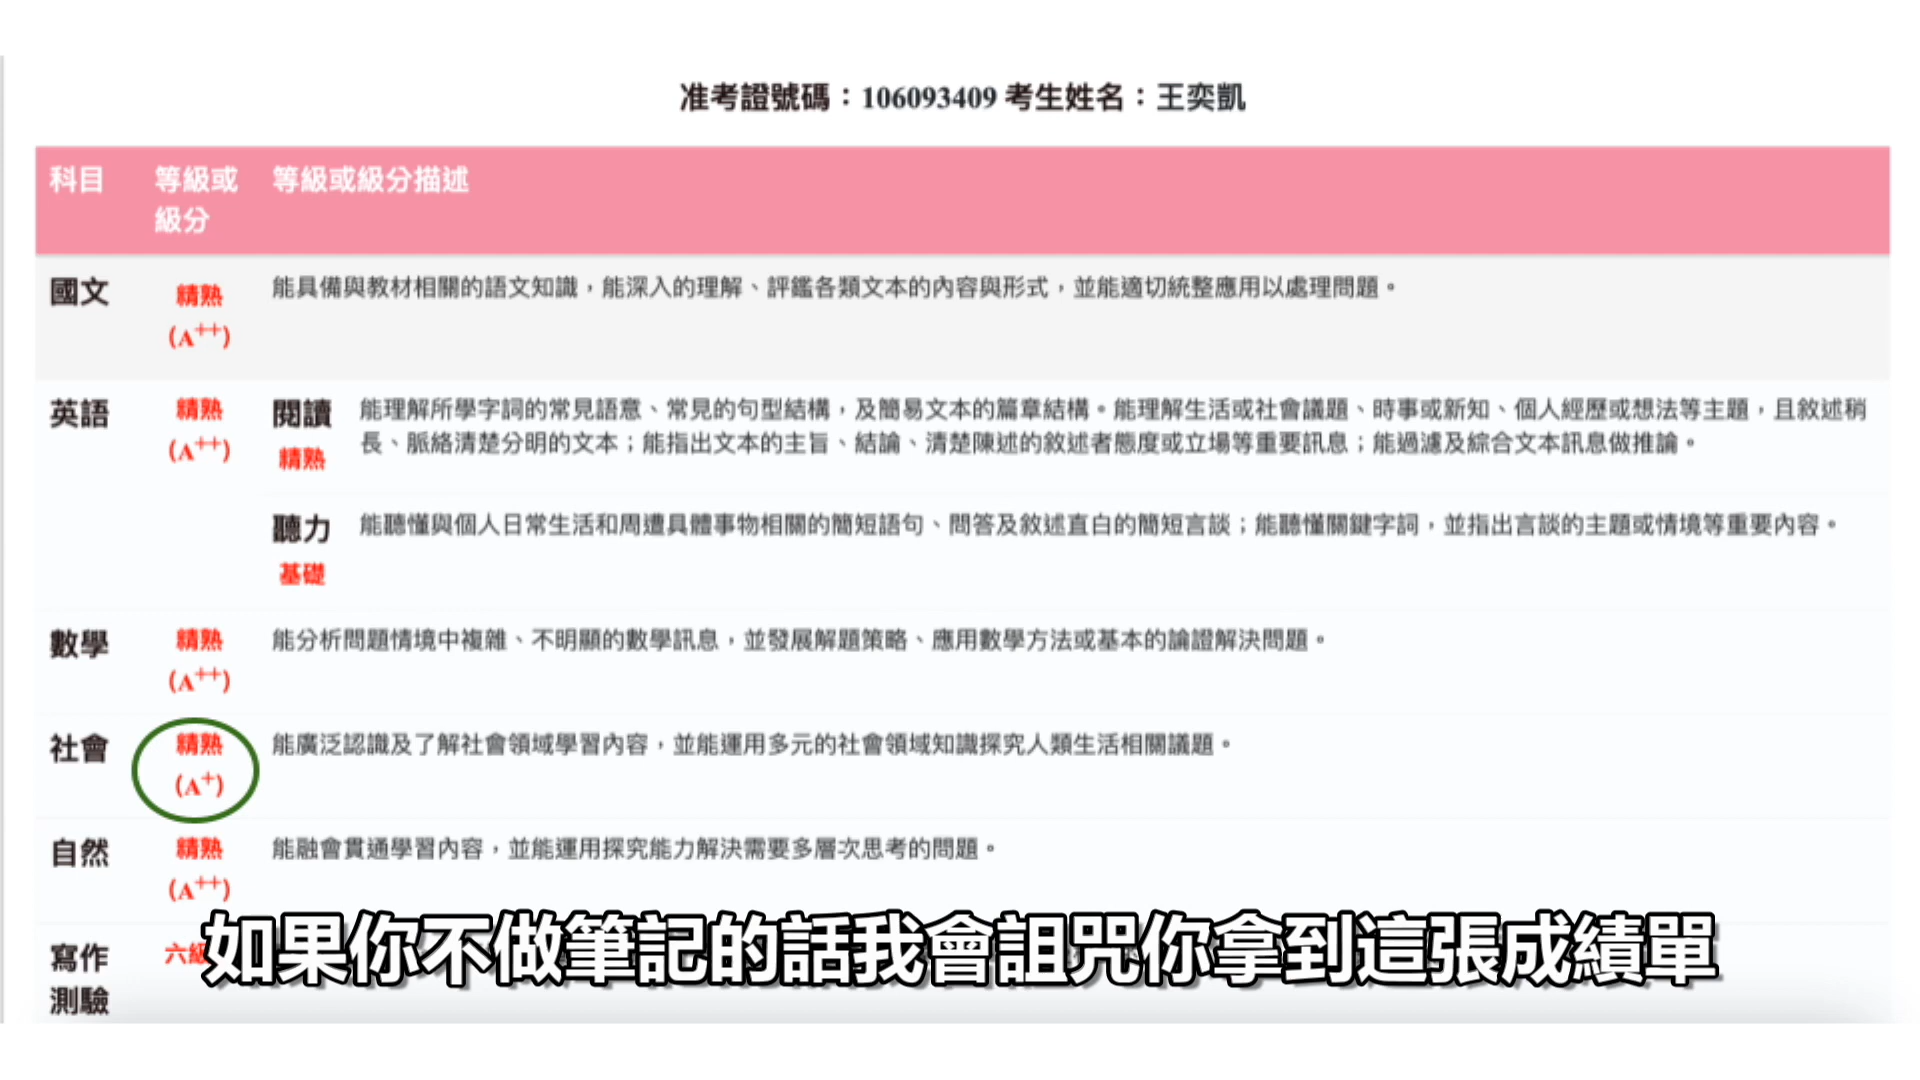 准考證號碼：106093409 考生姓名：王奕凱
科目 等級或級分 等級或級分描述
國文 精熟 (A++) 能具備與教材相關的語文知識，能深入的理解、評鑑各類文本的內容與形式，並能適切統整應用以處理問題。
英語 精熟 (A++)
閱讀 精熟 能理解所學字詞的常見語意、常見的句型結構，及簡易文本的篇章結構。能理解生活或社會議題、時事或新知、個人經歷或想法等主題，且敘述稍
長、脈絡清楚分明的文本；能指出文本的主旨、結論、清楚陳述的敘述者態度或立場等重要訊息；能過濾及綜合文本訊息做推論。
聽力 基礎 能聽懂與個人日常生活和周遭具體事物相關的簡短語句、問答及敘述直白的簡短言談；能聽懂關鍵字詞，並指出言談的主題或情境等重要內容。
數學 精熟 (A++) 能分析問題情境中複雜、不明顯的數學訊息，並發展解題策略、應用數學方法或基本的論證解決問題。
社會 精熟 (A+) 能廣泛認識及了解社會領域學習內容，並能運用多元的社會領域知識探究人類生活相關議題。
自然 精熟 (A++) 能融會貫通學習內容，並能運用探究能力解決需要多層次思考的問題。
寫作測驗 六級
如果你不做筆記的話我會詛咒你拿到這張成績單